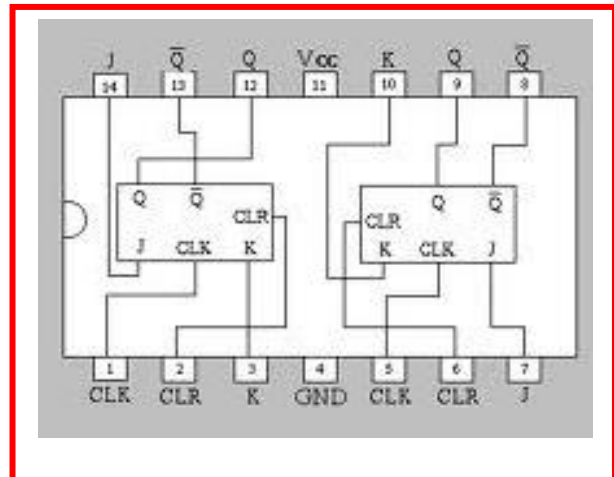 J Q̅ Q Vcc K Q Q̅
14 13 12 11 10 9 8
Q Q̅ Q Q̅
CLR CLR
J CLK K K CLK J
1 2 3 4 5 6 7
CLK CLR K GND CLK CLR J